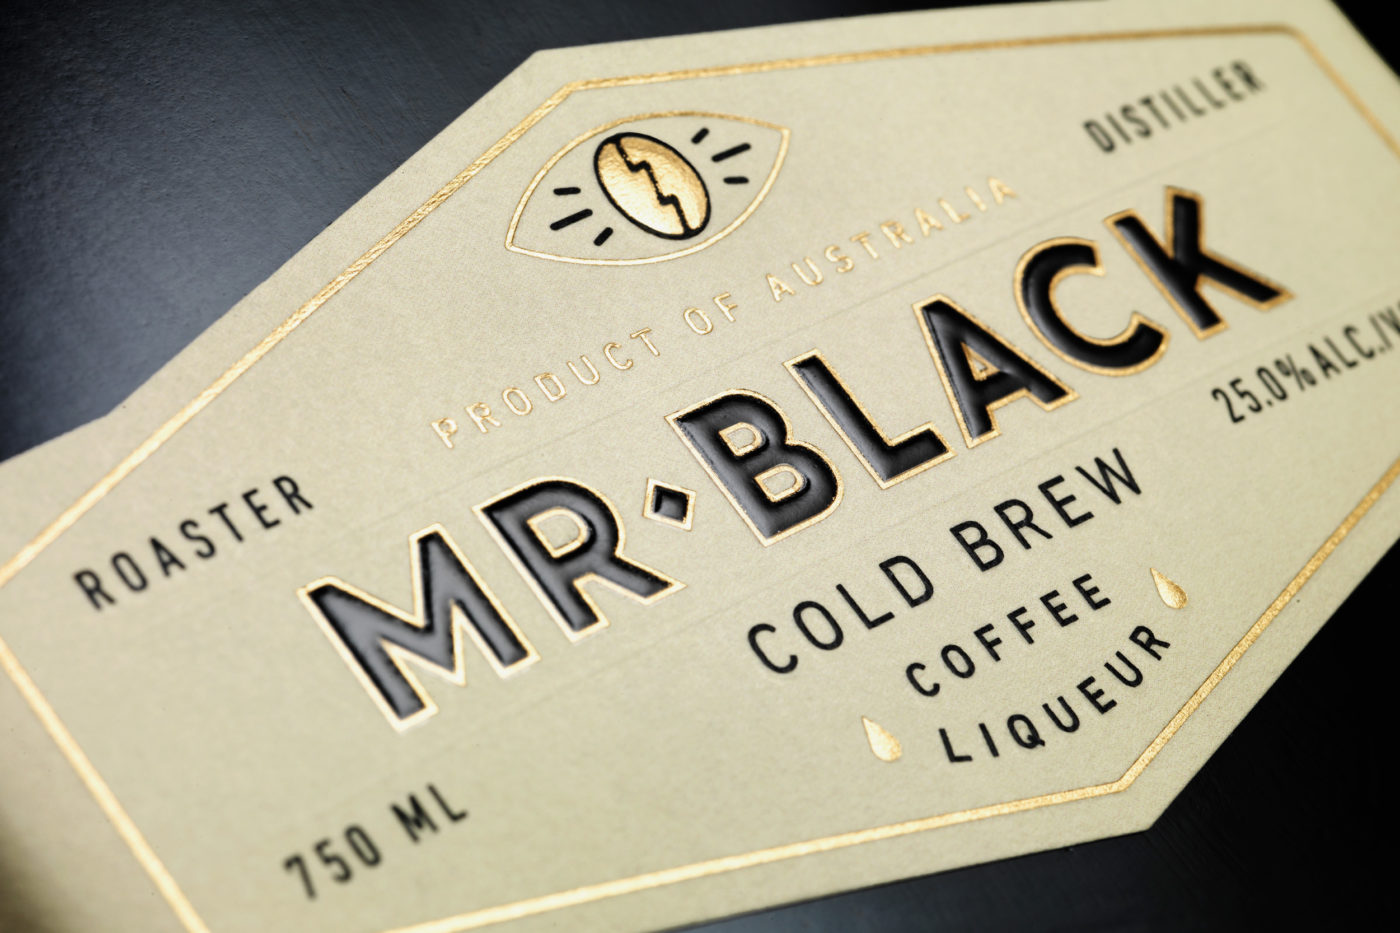 PRODUCT OF AUSTRALIA
ROASTER
DISTILLER
MR◆BLACK
750 ML
25.0% ALC./V
COLD BREW
COFFEE
LIQUEUR